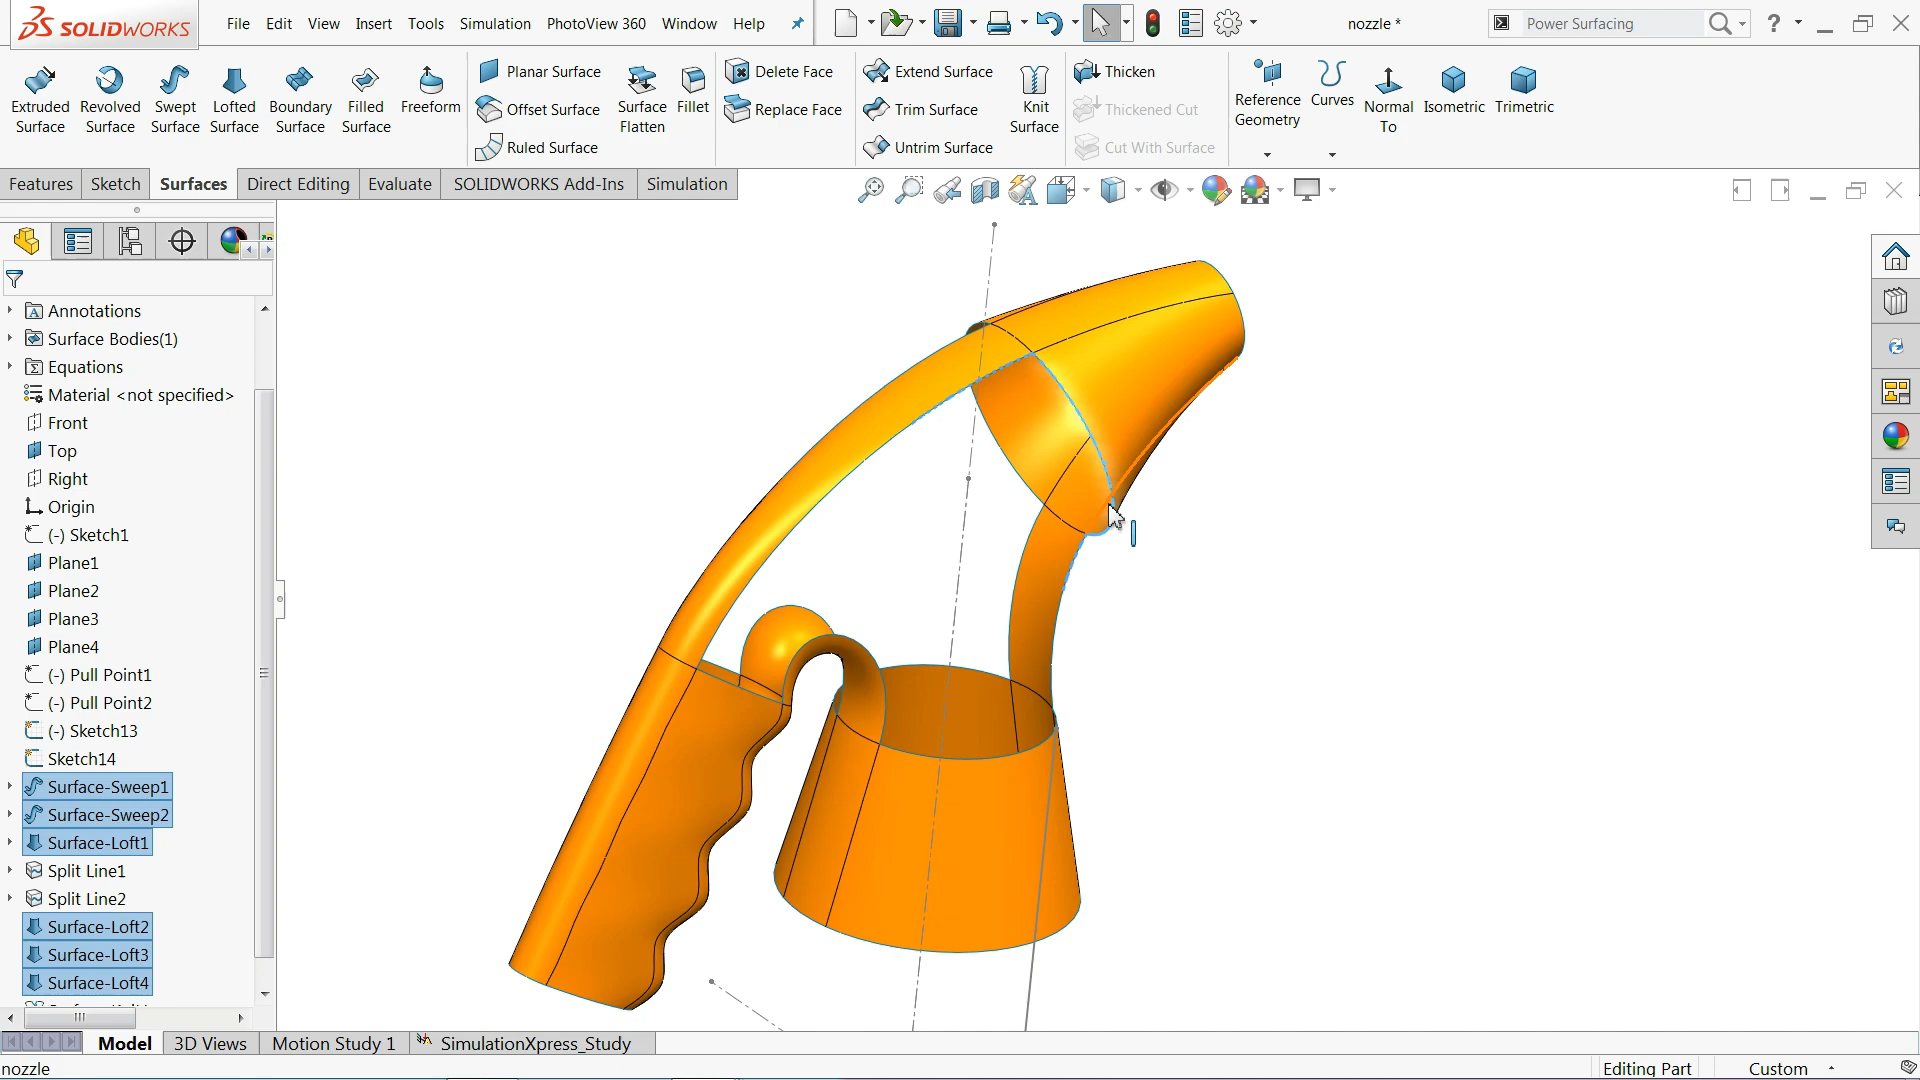 SOLIDWORKS File Edit View Insert Tools Simulation PhotoView 360 Window Help nozzle * Power Surfacing ?
Extruded Surface
Revolved Surface
Swept Surface
Lofted Surface
Boundary Surface
Filled Surface
Freeform
Planar Surface
Offset Surface
Ruled Surface
Surface Flatten
Fillet
Delete Face
Replace Face
Extend Surface
Trim Surface
Untrim Surface
Knit Surface
Thicken
Thickened Cut
Cut With Surface
Reference Geometry
Curves
Normal To
Isometric
Trimetric
Features Sketch Surfaces Direct Editing Evaluate SOLIDWORKS Add-Ins Simulation
Annotations
Surface Bodies(1)
Equations
Material <not specified>
Front
Top
Right
Origin
(-) Sketch1
Plane1
Plane2
Plane3
Plane4
(-) Pull Point1
(-) Pull Point2
(-) Sketch13
Sketch14
Surface-Sweep1
Surface-Sweep2
Surface-Loft1
Split Line1
Split Line2
Surface-Loft2
Surface-Loft3
Surface-Loft4
Model 3D Views Motion Study 1 SimulationXpress_Study
nozzle Editing Part Custom